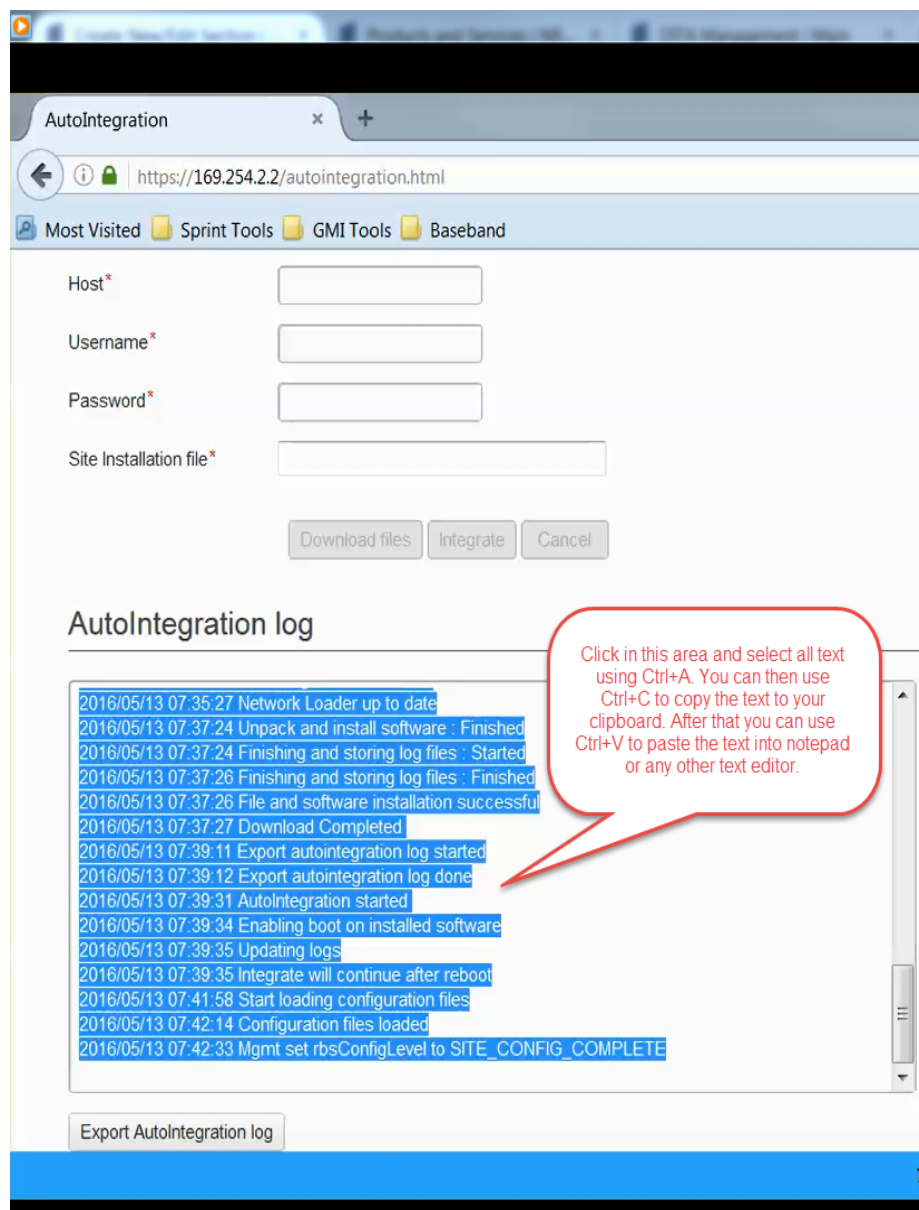 Create New/Edit Section
Products and Services
Management | Main
AutoIntegration × +
https://169.254.2.2/autointegration.html
Most Visited Sprint Tools GMI Tools Baseband
Host*
Username*
Password*
Site Installation file*
Download files Integrate Cancel
AutoIntegration log
Click in this area and select all text
using Ctrl+A. You can then use
Ctrl+C to copy the text to your
clipboard. After that you can use
Ctrl+V to paste the text into notepad
or any other text editor.
2016/05/13 07:35:27 Network Loader up to date
2016/05/13 07:37:24 Unpack and install software : Finished
2016/05/13 07:37:24 Finishing and storing log files : Started
2016/05/13 07:37:26 Finishing and storing log files : Finished
2016/05/13 07:37:26 File and software installation successful
2016/05/13 07:37:27 Download Completed
2016/05/13 07:39:11 Export autointegration log started
2016/05/13 07:39:12 Export autointegration log done
2016/05/13 07:39:31 AutoIntegration started
2016/05/13 07:39:34 Enabling boot on installed software
2016/05/13 07:39:35 Updating logs
2016/05/13 07:39:35 Integrate will continue after reboot
2016/05/13 07:41:58 Start loading configuration files
2016/05/13 07:42:14 Configuration files loaded
2016/05/13 07:42:33 Mgmt set rbsConfigLevel to SITE_CONFIG_COMPLETE
Export AutoIntegration log